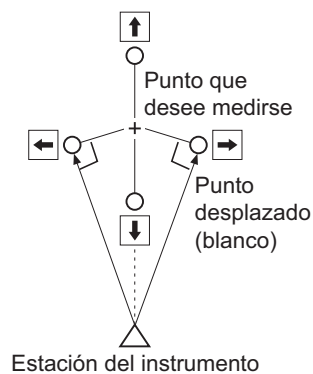 Punto que
desee medirse
Punto
desplazado
(blanco)
Estación del instrumento